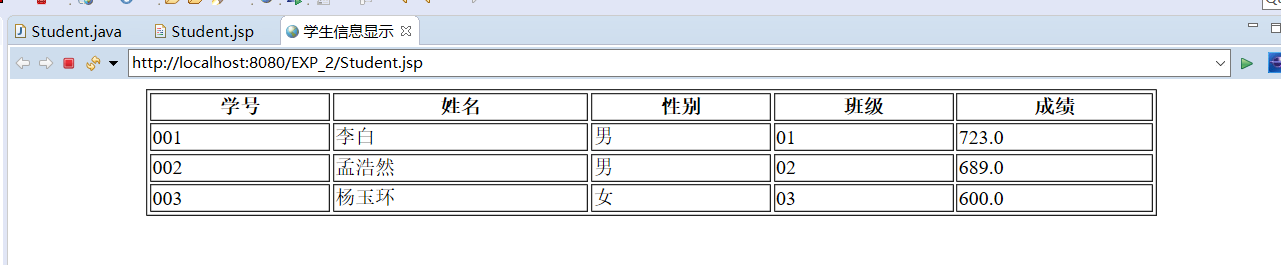 Student.java Student.jsp 学生信息显示
http://localhost:8080/EXP_2/Student.jsp
学号 姓名 性别 班级 成绩
001 李白 男 01 723.0
002 孟浩然 男 02 689.0
003 杨玉环 女 03 600.0